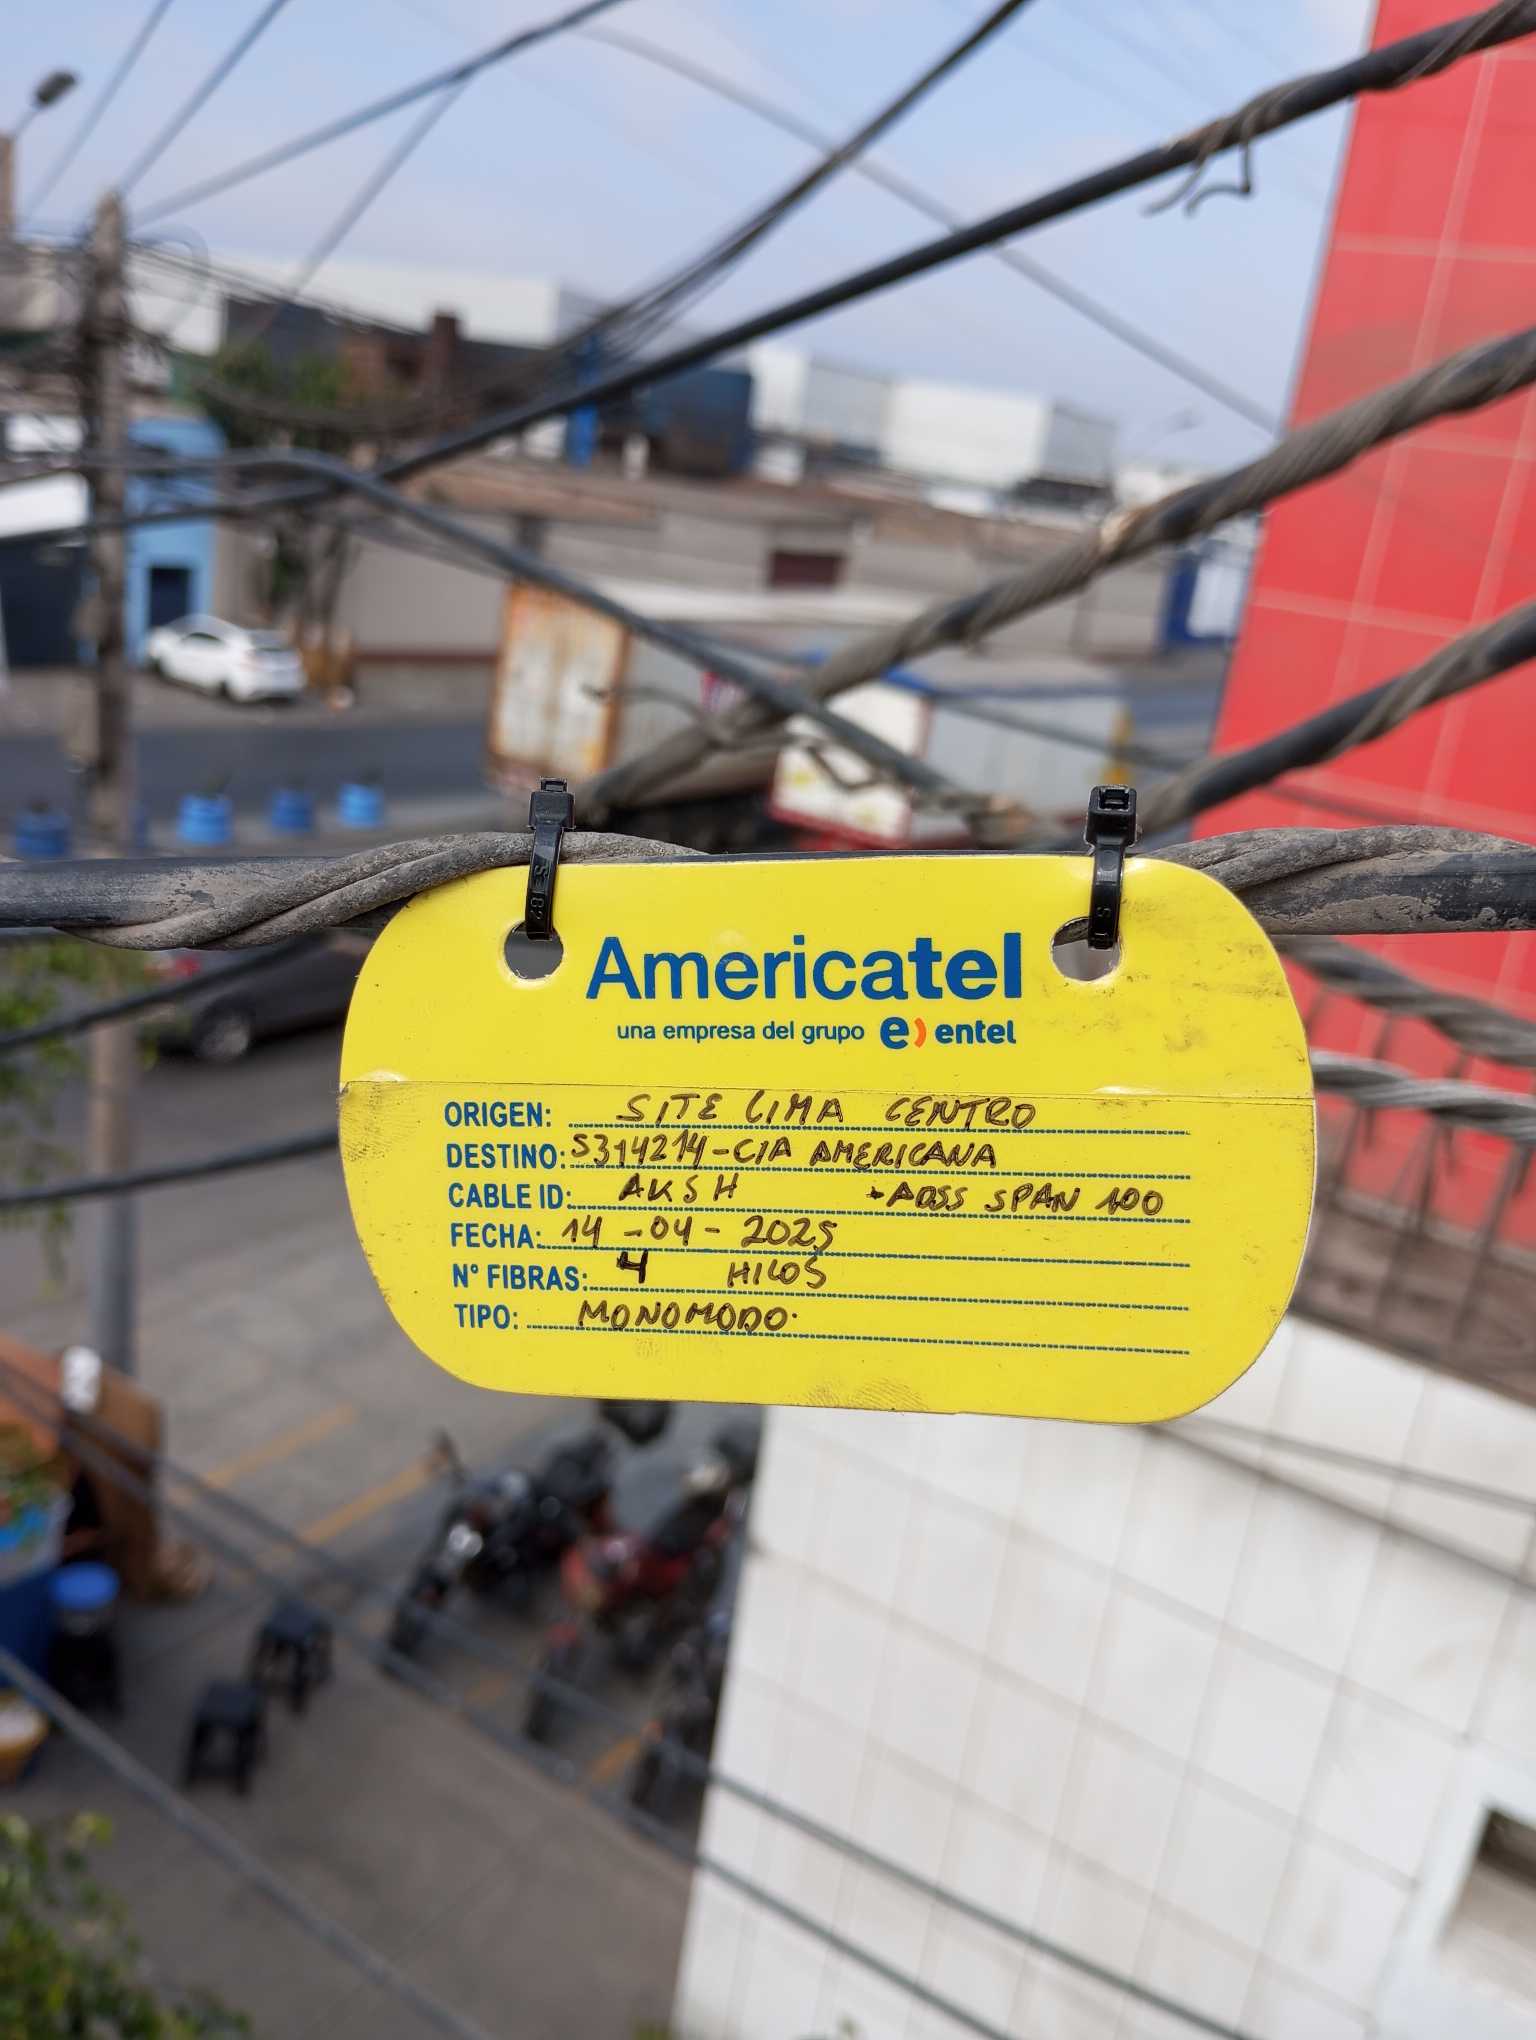 Americatel
una empresa del grupo e) entel
ORIGEN: SITE LIMA CENTRO
DESTINO: S314214-CIA AMERICANA
CABLE ID: AKSH -ADSS SPAN 100
FECHA: 14-04-2025
N° FIBRAS: 4 HILOS
TIPO: MONOMODO.